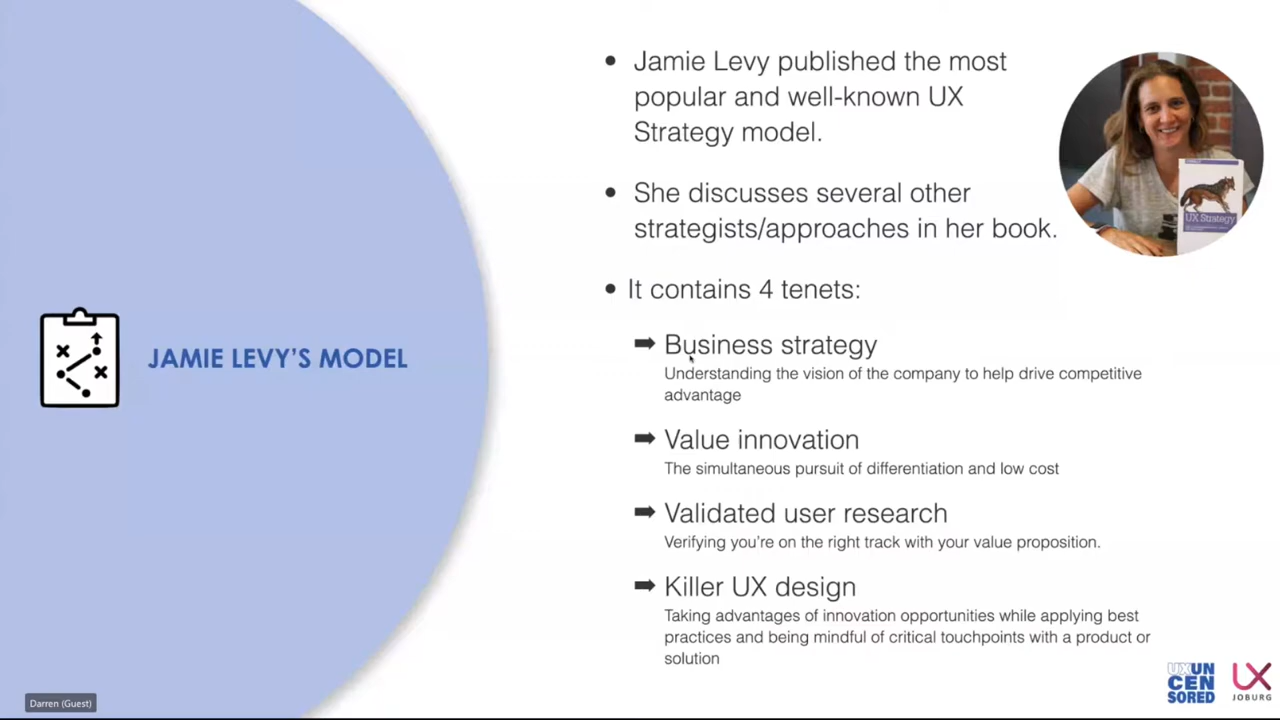 JAMIE LEVY'S MODEL
• Jamie Levy published the most
popular and well-known UX
Strategy model.
• She discusses several other
strategists/approaches in her book.
• It contains 4 tenets:
➡ Business strategy
Understanding the vision of the company to help drive competitive
advantage
➡ Value innovation
The simultaneous pursuit of differentiation and low cost
➡ Validated user research
Verifying you're on the right track with your value proposition.
➡ Killer UX design
Taking advantages of innovation opportunities while applying best
practices and being mindful of critical touchpoints with a product or
solution
UX Strategy
Darren (Guest)
UXUN
CEN
SORED
UX
JOBURG